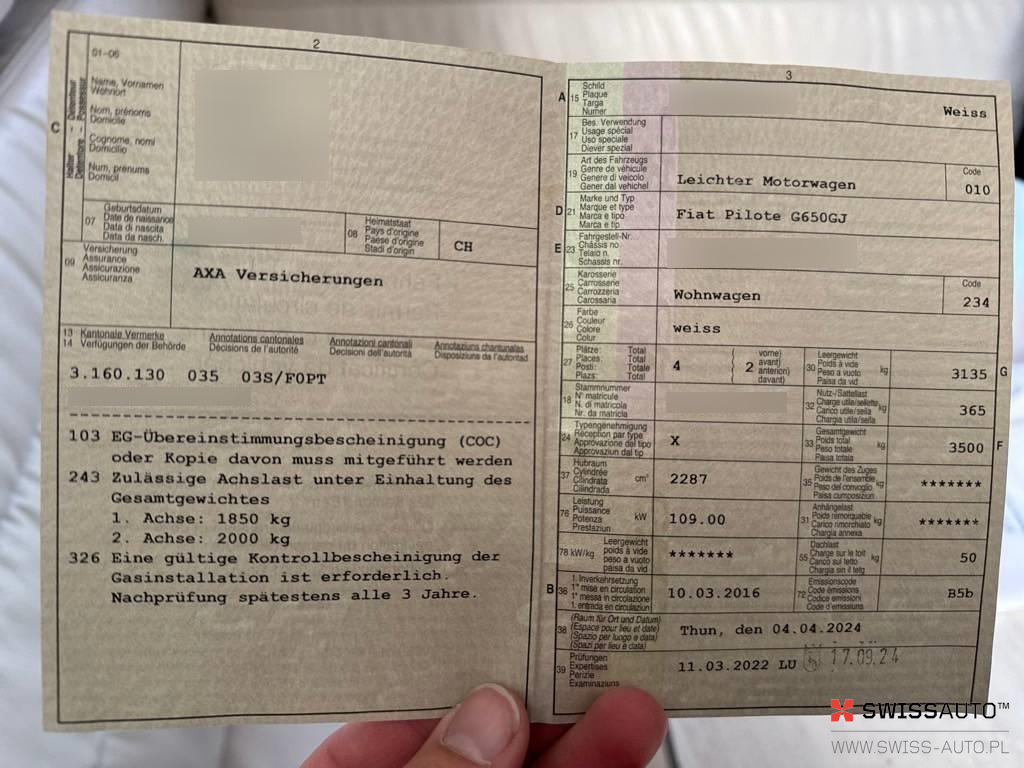 2
01-06
C
Halter - Détenteur
Detentore - Possessur
Name, Vornamen
Wohnort
Nom, prénoms
Domicile
Cognome, nomi
Domicilio
Num, prenums
Domicil
07
Geburtsdatum
Date de naissance
Data di nascita
Data da nasch.
08
Heimatstaat
Pays d'origine
Paese d'origine
Stadi d'origin
CH
09
Versicherung
Assurance
Assicurazione
Assicuranza
AXA Versicherungen
13 Kantonale Vermerke Annotations cantonales Annotazioni cantonali Annotaziuns chantunalas
14 Verfügungen der Behörde Décisions de l'autorité Decisioni dell'autorità Disposiziuns da l'autoritad
3.160.130 035 03S/F0PT
103 EG-Übereinstimmungsbescheinigung (COC)
oder Kopie davon muss mitgeführt werden
243 Zulässige Achslast unter Einhaltung des
Gesamtgewichtes
1. Achse: 1850 kg
2. Achse: 2000 kg
326 Eine gültige Kontrollbescheinigung der
Gasinstallation ist erforderlich.
Nachprüfung spätestens alle 3 Jahre.
3
A 15
Schild
Plaque
Targa
Numer
Weiss
17
Bes. Verwendung
Usage spécial
Uso speciale
Diever spezial
19
Art des Fahrzeugs
Genre de véhicule
Genere di veicolo
Gener dal vehichel
Leichter Motorwagen
Code
010
D 21
Marke und Typ
Marque et type
Marca e tipo
Marca e tip
Fiat Pilote G650GJ
E 23
Fahrgestell-Nr.
Châssis no
Telaio n.
Schassis nr.
25
Karosserie
Carrosserie
Carrozzeria
Carossaria
Wohnwagen
Code
234
26
Farbe
Couleur
Colore
Colur
weiss
27
Plätze: Total
Places: Total
Posti: Totale
Plazs: Total
4
2
vorne)
avant)
anteriori)
davant)
30
Leergewicht
Poids à vide
Peso a vuoto
Paisa da vid
kg
3135
G
18
Stammnummer
N° matricule
N. di matricola
Nr. da matricla
32
Nutz-/Sattellast
Charge utile/sellette
Carico utile/sella
Chargia utila/sella
kg
365
24
Typengenehmigung
Réception par type
Approvazione del tipo
Approvaziun dal tip
X
33
Gesamtgewicht
Poids total
Peso totale
Paisa totala
kg
3500
F
37
Hubraum
Cylindrée
Cilindrata
Cilindrada
cm³
2287
35
Gewicht des Zuges
Poids de l'ensemble
Peso del convoglio
Paisa cumposiziun
kg
*******
76
Leistung
Puissance
Potenza
Prestaziun
kW
109.00
31
Anhängelast
Poids remorquable
Carico rimorchiato
Chargia annexa
kg
*******
78 kW/kg
Leergewicht
poids à vide
peso a vuoto
paisa da vid
*******
55
Dachlast
Charge sur le toit
Carico sul tetto
Chargia sin il tetg
kg
50
B 36
1. Inverkehrsetzung
1re mise en circulation
1a messa in circolazione
1. entrada en circulaziun
10.03.2016
72
Emissionscode
Code émissions
Codice emissioni
Code d'emissiuns
B5b
38
(Raum für Ort und Datum)
(Espace pour lieu et date)
(Spazio per luogo e data)
(Spazi per lieu e data)
Thun, den 04.04.2024
39
Prüfungen
Expertises
Perizie
Examinaziuns
11.03.2022 LU
17.09.24
SWISSAUTO™
WWW.SWISS-AUTO.PL